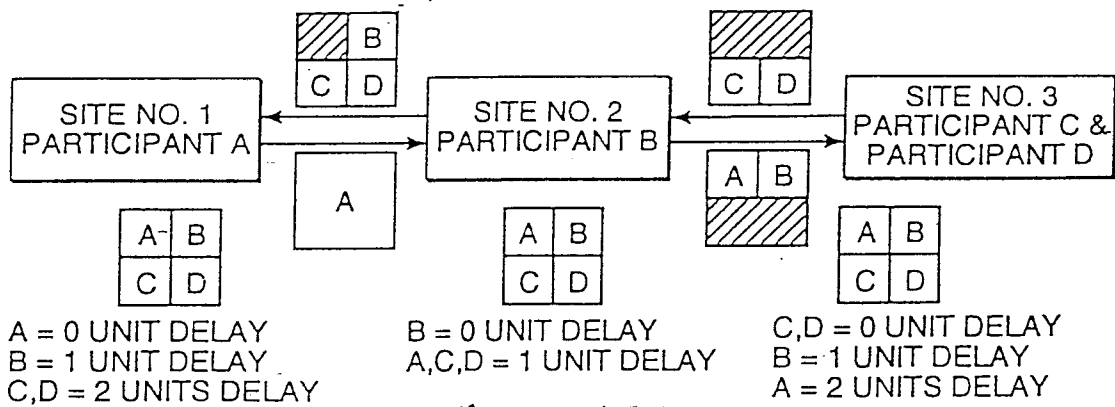 B
C D
C D
SITE NO. 1
PARTICIPANT A
SITE NO. 2
PARTICIPANT B
SITE NO. 3
PARTICIPANT C &
PARTICIPANT D
A
A B
A B
C D
A B
C D
A B
C D
A = 0 UNIT DELAY
B = 1 UNIT DELAY
C,D = 2 UNITS DELAY
B = 0 UNIT DELAY
A,C,D = 1 UNIT DELAY
C,D = 0 UNIT DELAY
B = 1 UNIT DELAY
A = 2 UNITS DELAY